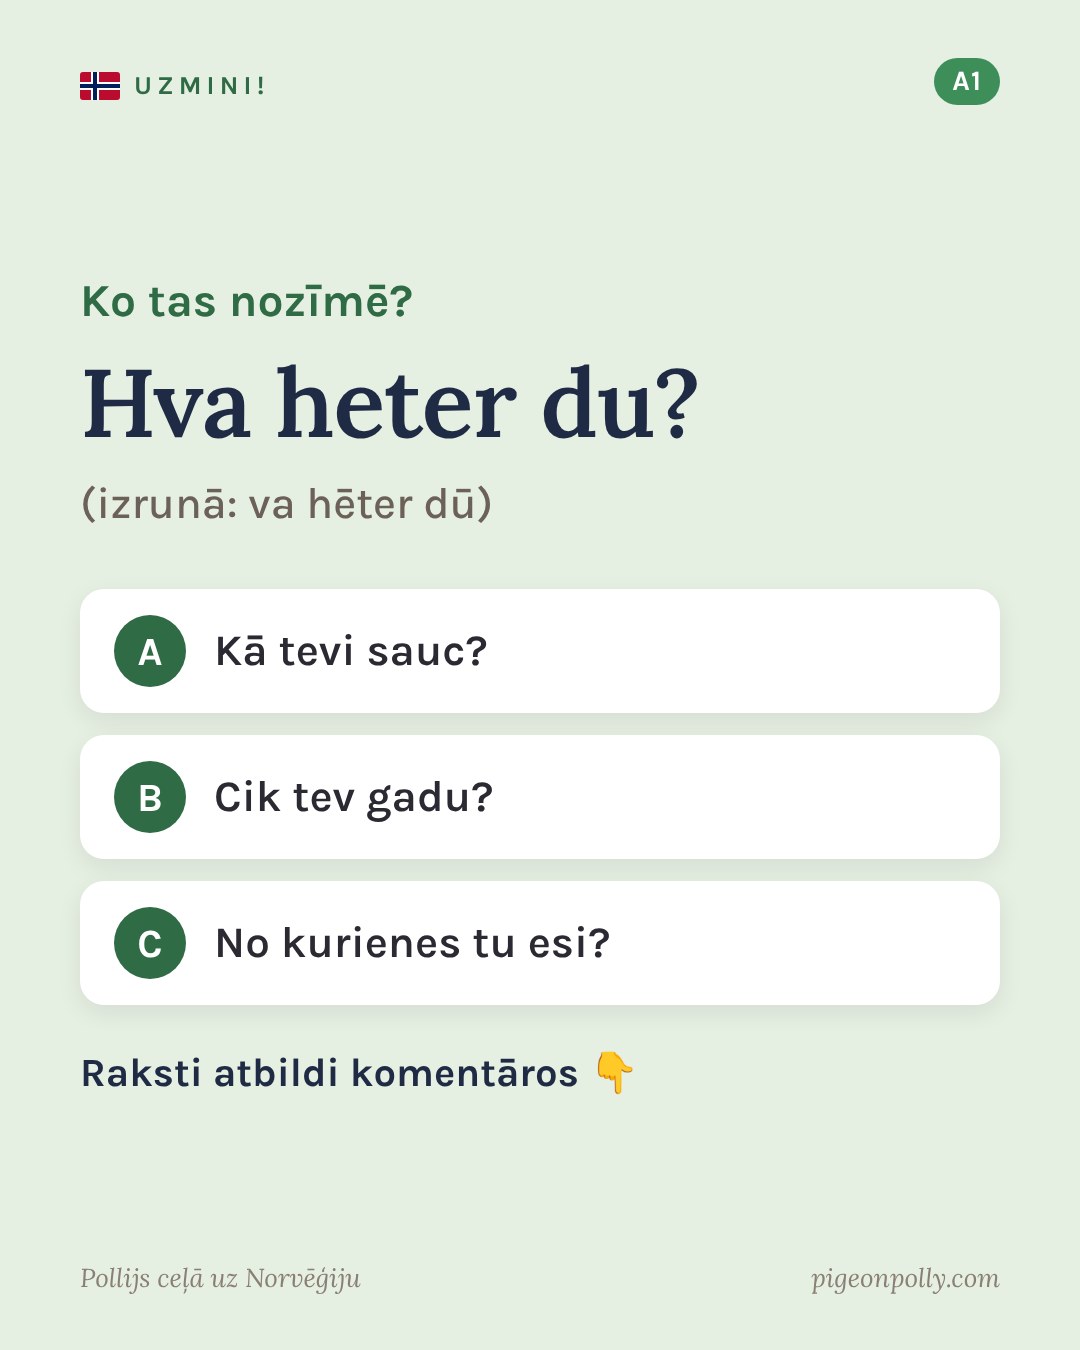 UZMINI!
A1
Ko tas nozīmē?
Hva heter du?
(izrunā: va hēter dū)
A Kā tevi sauc?
B Cik tev gadu?
C No kurienes tu esi?
Raksti atbildi komentāros 👇
Pollijs ceļā uz Norvēģiju
pigeonpolly.com